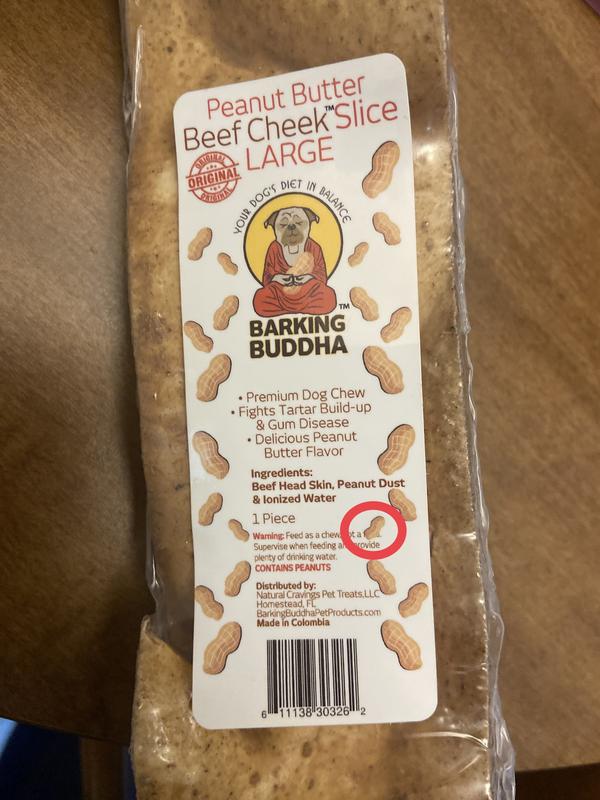 Peanut Butter
Beef Cheek™ Slice
LARGE
ORIGINAL
ORIGINAL
ORIGINAL
YOUR DOG'S DIET IN BALANCE
™
BARKING
BUDDHA
• Premium Dog Chew
• Fights Tartar Build-up
& Gum Disease
• Delicious Peanut
Butter Flavor
Ingredients:
Beef Head Skin, Peanut Dust
& Ionized Water
1 Piece
Warning: Feed as a chew, a
Supervise when feeding provide
plenty of drinking water.
CONTAINS PEANUTS
Distributed by:
Natural Cravings Pet Treats,LLC
Homestead, FL
BarkingBuddhaPetProducts.com
Made in Colombia
6 11138 30326 2